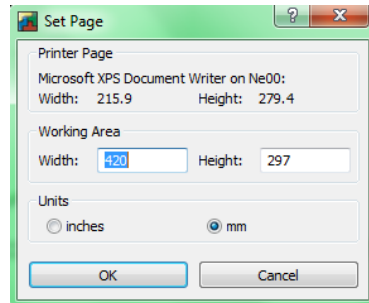 Set Page
Printer Page
Microsoft XPS Document Writer on Ne00:
Width: 215.9 Height: 279.4
Working Area
Width: 420 Height: 297
Units
inches mm
OK Cancel